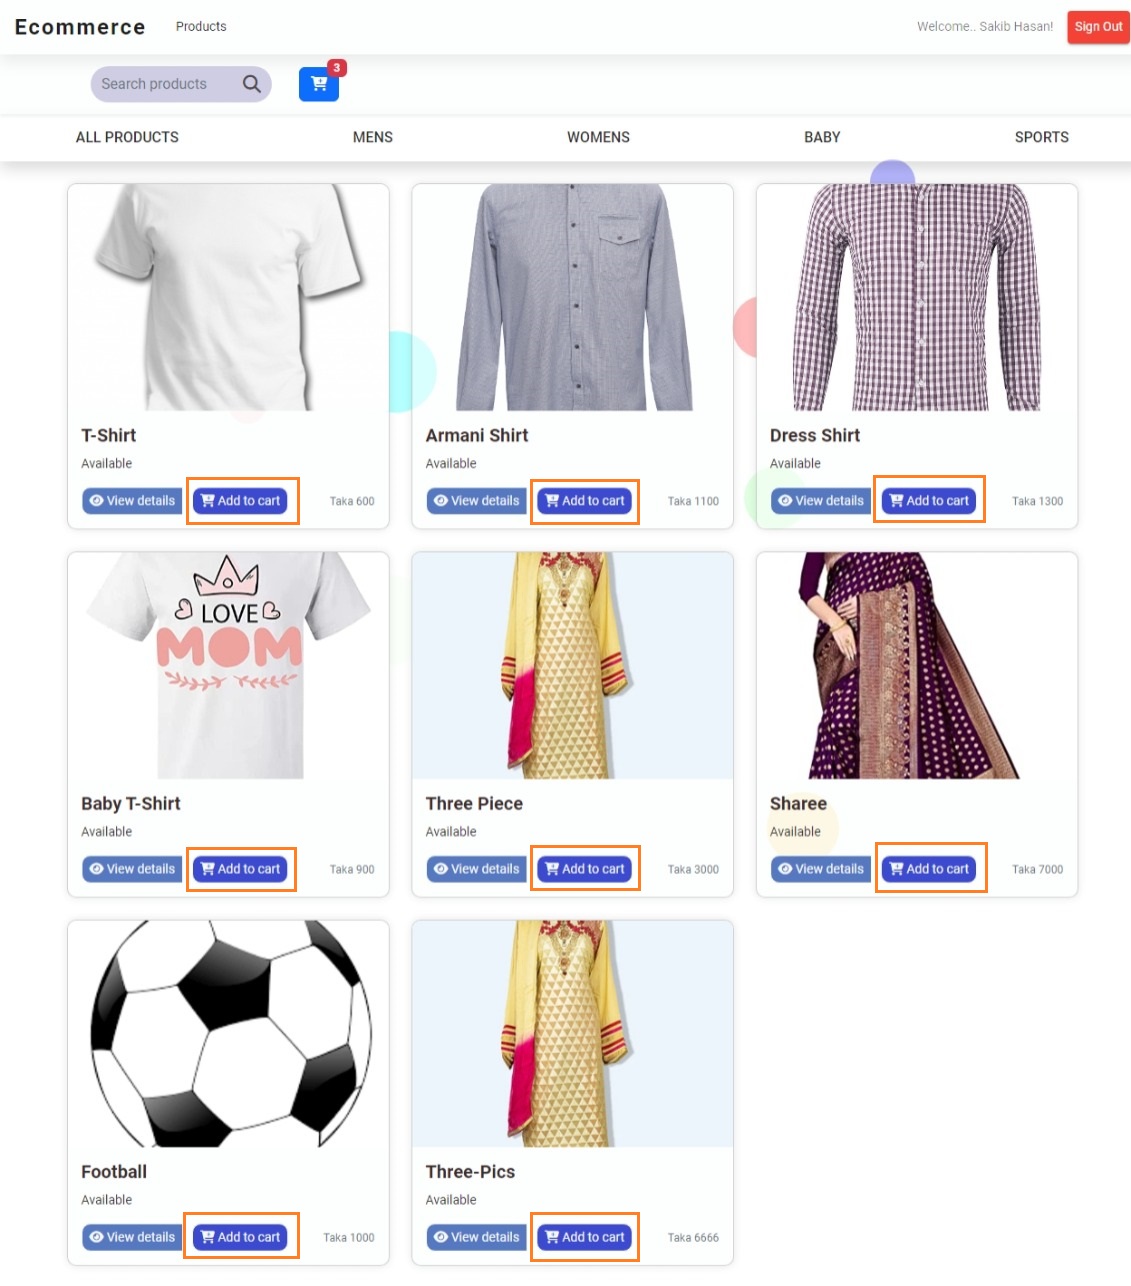 Ecommerce Products Welcome.. Sakib Hasan! Sign Out
Search products 3
ALL PRODUCTS MENS WOMENS BABY SPORTS
T-Shirt
Available
View details Add to cart Taka 600
Armani Shirt
Available
View details Add to cart Taka 1100
Dress Shirt
Available
View details Add to cart Taka 1300
LOVE
MOM
Baby T-Shirt
Available
View details Add to cart Taka 900
Three Piece
Available
View details Add to cart Taka 3000
Sharee
Available
View details Add to cart Taka 7000
Football
Available
View details Add to cart Taka 1000
Three-Pics
Available
View details Add to cart Taka 6666